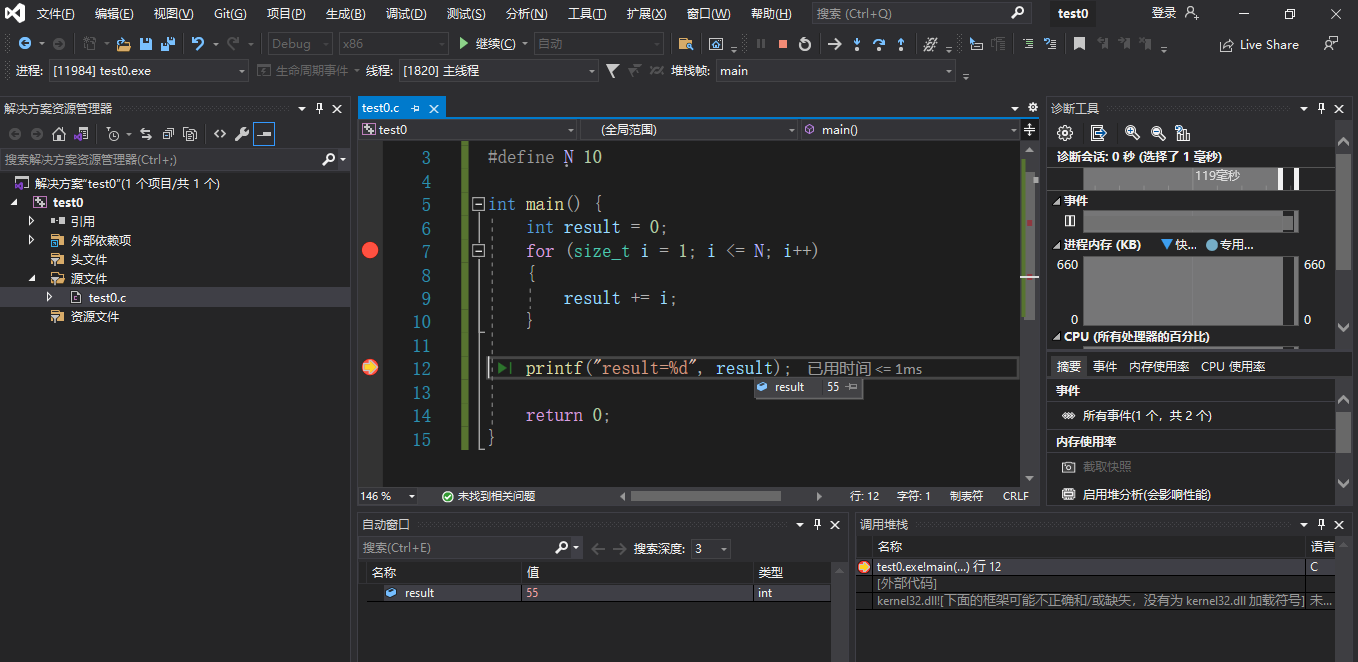 文件(F) 编辑(E) 视图(V) Git(G) 项目(P) 生成(B) 调试(D) 测试(S) 分析(N) 工具(T) 扩展(X) 窗口(W) 帮助(H) 搜索 (Ctrl+Q) test0 登录
Debug x86 继续(C) 自动 Live Share
进程: [11984] test0.exe 生命周期事件 线程: [1820] 主线程 堆栈帧: main
解决方案资源管理器
搜索解决方案资源管理器(Ctrl+;)
解决方案"test0"(1 个项目/共 1 个)
test0
引用
外部依赖项
头文件
源文件
test0.c
资源文件
test0.c
test0 (全局范围) main()
3 #define N 10
4
5 int main() {
6 int result = 0;
7 for (size_t i = 1; i <= N; i++)
8 {
9 result += i;
10 }
11
12 printf("result=%d", result); 已用时间 <= 1ms
result 55
13
14 return 0;
15 }
146 % 未找到相关问题 行: 12 字符: 1 制表符 CRLF
诊断工具
诊断会话: 0 秒 (选择了 1 毫秒)
119毫秒
事件
进程内存 (KB) 快... 专用...
660 660
0 0
CPU (所有处理器的百分比)
摘要 事件 内存使用率 CPU 使用率
事件
所有事件(1 个，共 2 个)
内存使用率
截取快照
启用堆分析(会影响性能)
自动窗口
搜索(Ctrl+E) 搜索深度: 3
名称 值 类型
result 55 int
调用堆栈
名称 语言
test0.exe!main(...) 行 12 C
[外部代码]
kernel32.dll![下面的框架可能不正确和/或缺失，没有为 kernel32.dll 加载符号] 未...